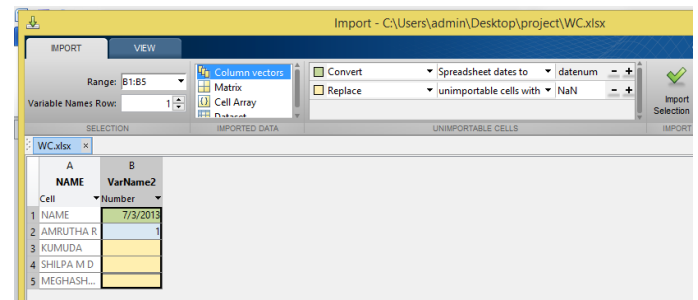 Import - C:\Users\admin\Desktop\project\WC.xlsx
IMPORT VIEW
Range: B1:B5
Variable Names Row: 1
SELECTION
Column vectors
Matrix
Cell Array
Dataset
IMPORTED DATA
Convert Spreadsheet dates to datenum - +
Replace unimportable cells with NaN - +
UNIMPORTABLE CELLS
Import
Selection
IMPORT
WC.xlsx ×
A B
NAME VarName2
Cell Number
1 NAME 7/3/2013
2 AMRUTHA R 1
3 KUMUDA
4 SHILPA M D
5 MEGHASH...